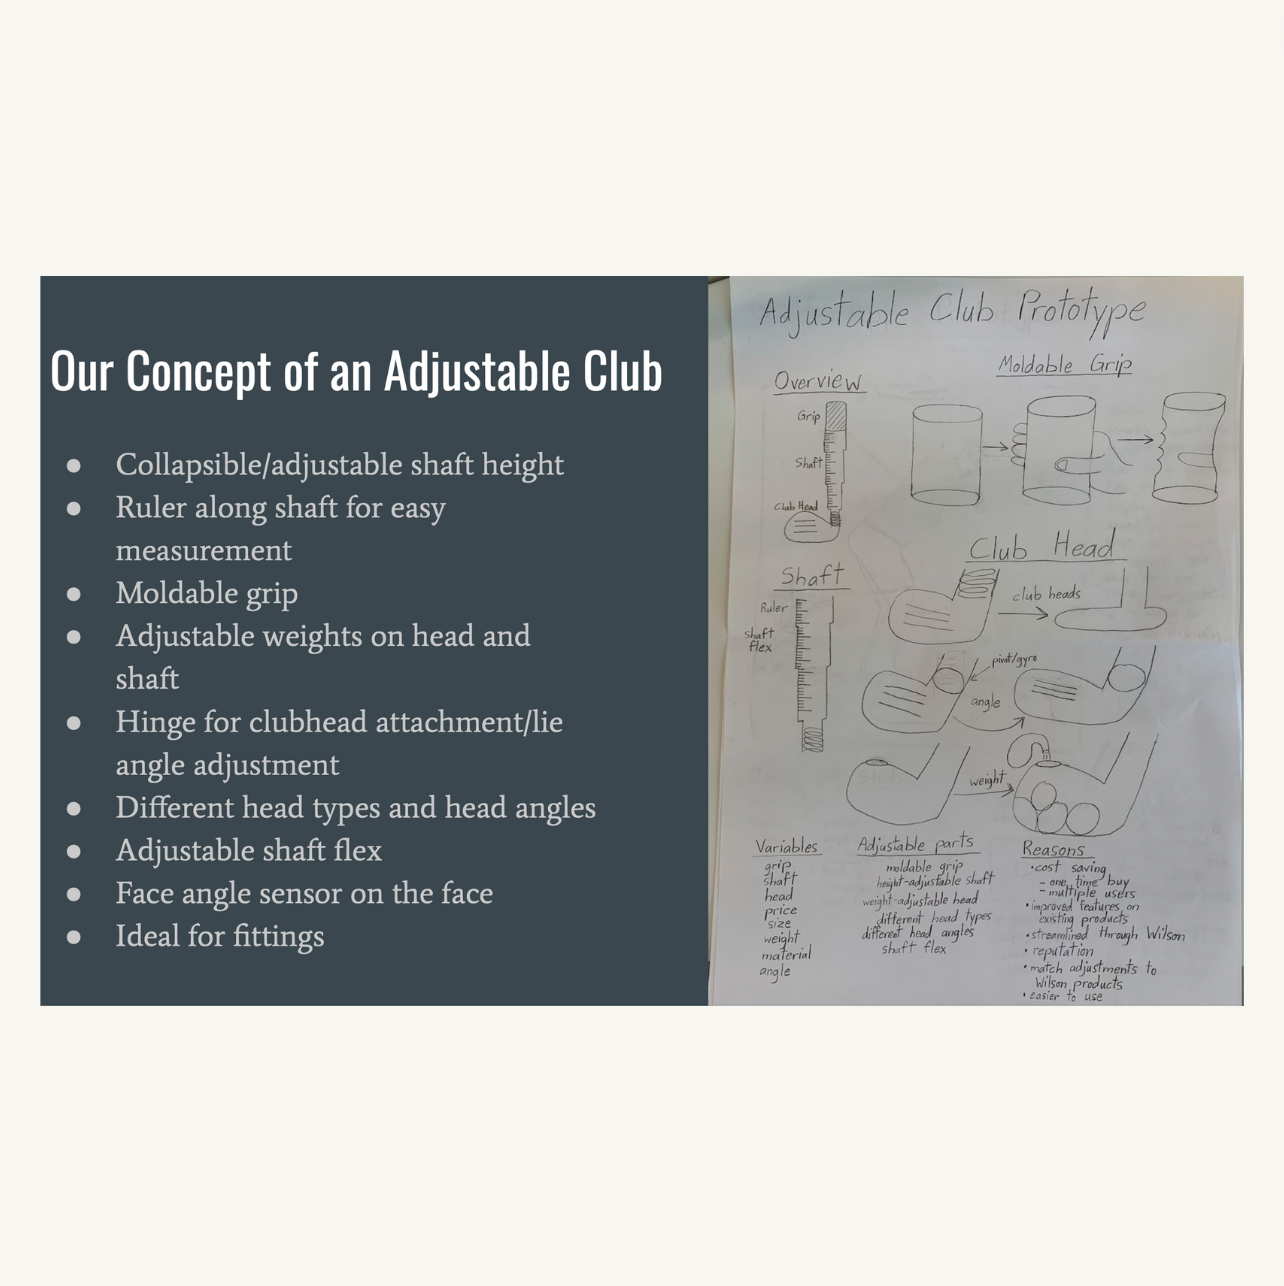 Our Concept of an Adjustable Club
● Collapsible/adjustable shaft height
● Ruler along shaft for easy
measurement
● Moldable grip
● Adjustable weights on head and
shaft
● Hinge for clubhead attachment/lie
angle adjustment
● Different head types and head angles
● Adjustable shaft flex
● Face angle sensor on the face
● Ideal for fittings
Adjustable Club Prototype
Overview
Grip
Shaft
Club Head
Moldable Grip
Shaft
Ruler
shaft
flex
Club Head
club heads
pivot/gyro
angle
weight
Variables
grip
shaft
head
price
size
weight
material
angle
Adjustable parts
moldable grip
height-adjustable shaft
weight-adjustable head
different head types
different head angles
shaft flex
Reasons
• cost saving
- one time buy
- multiple users
• improved features on
existing products
• streamlined through Wilson
• reputation
• match adjustments to
Wilson products
• easier to use